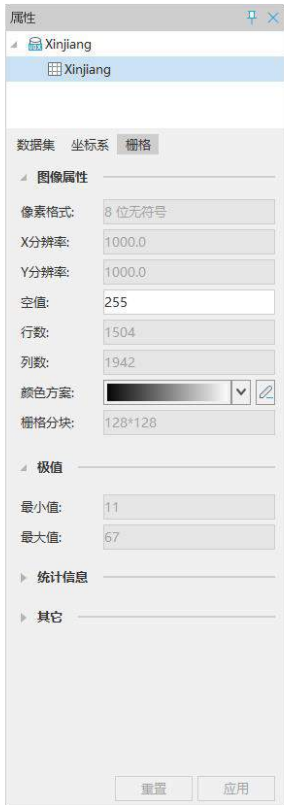 属性
Xinjiang
Xinjiang
数据集 坐标系 栅格
图像属性
像素格式: 8 位无符号
X分辨率: 1000.0
Y分辨率: 1000.0
空值: 255
行数: 1504
列数: 1942
颜色方案:
栅格分块: 128*128
极值
最小值: 11
最大值: 67
统计信息
其它
重置 应用